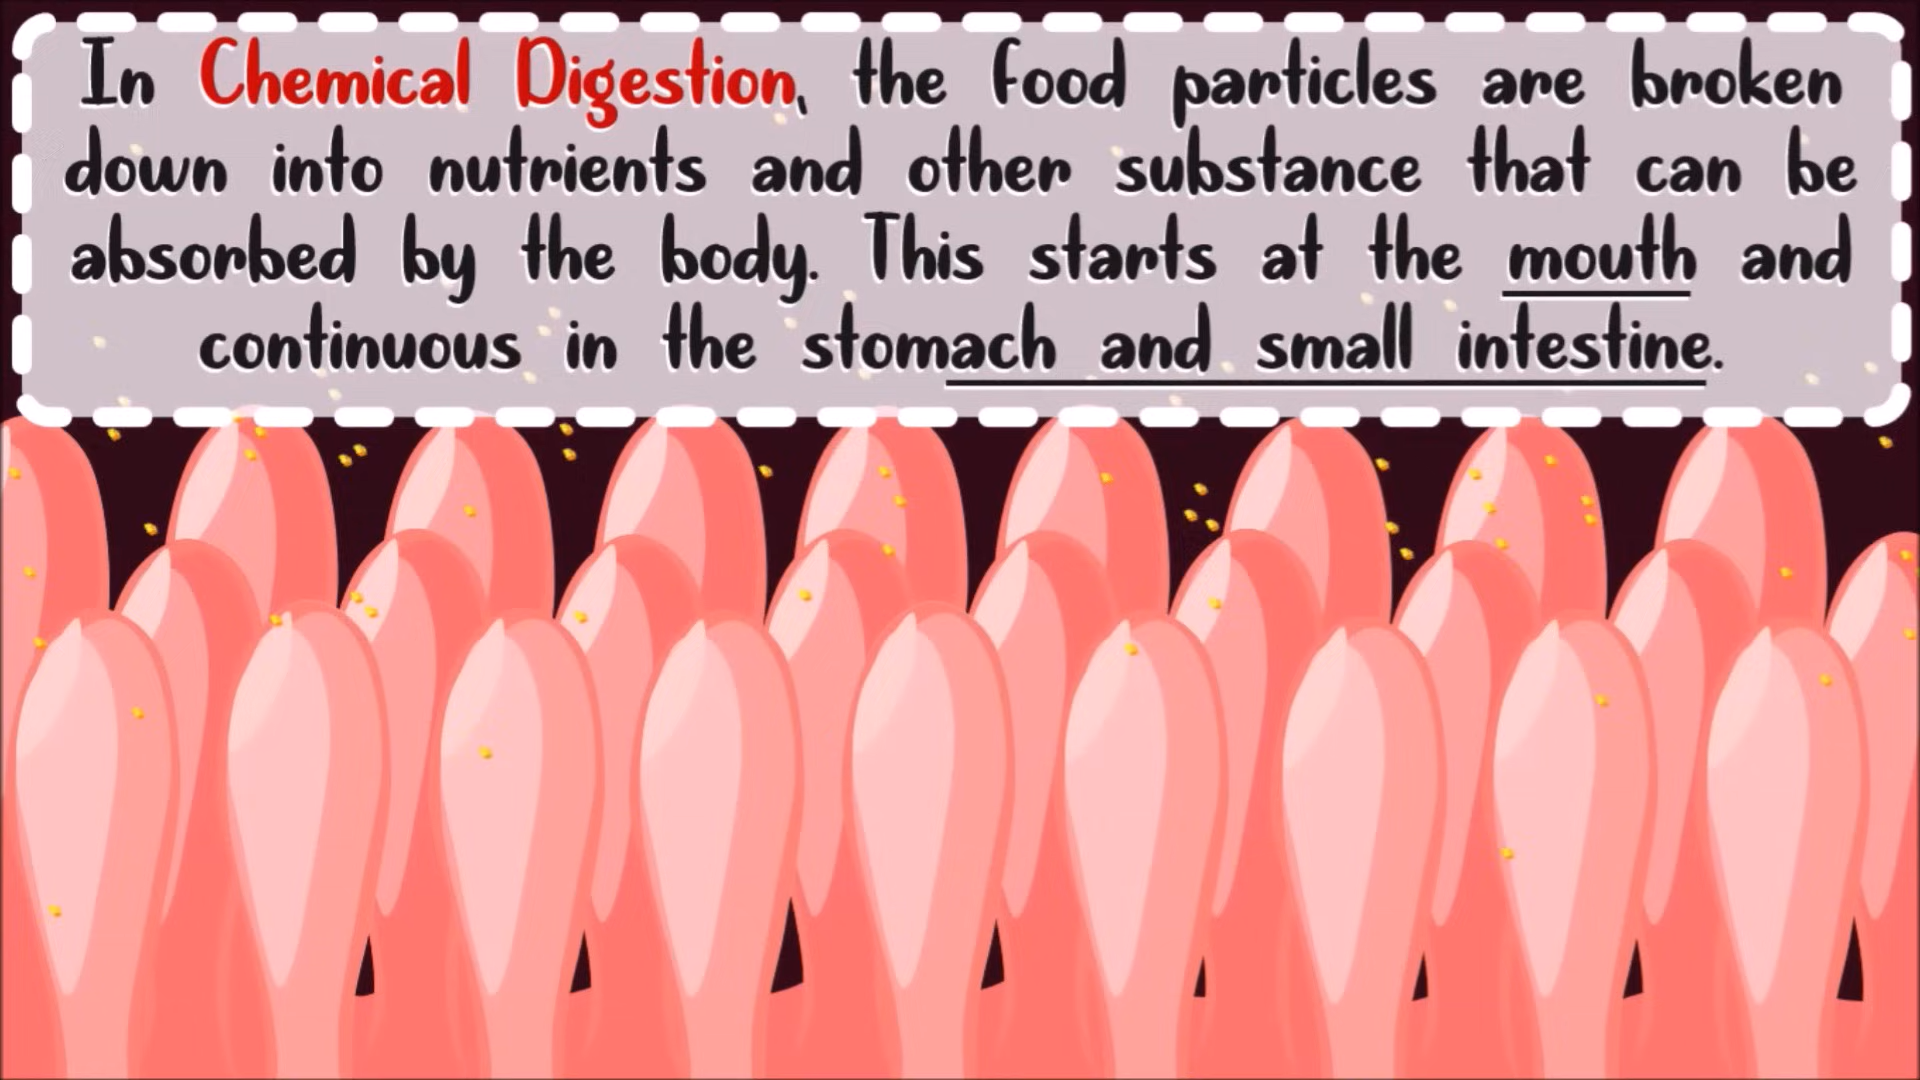 In Chemical Digestion, the food particles are broken
down into nutrients and other substance that can be
absorbed by the body. This starts at the mouth and
continuous in the stomach and small intestine.